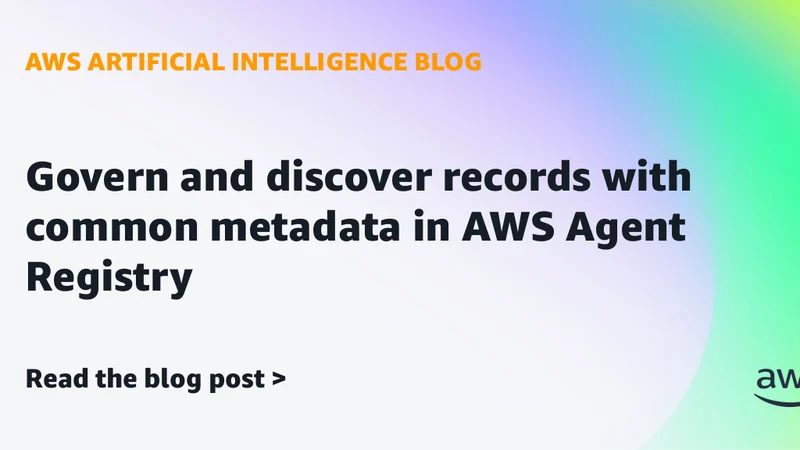 AWS ARTIFICIAL INTELLIGENCE BLOG
Govern and discover records with
common metadata in AWS Agent
Registry
Read the blog post >
aw